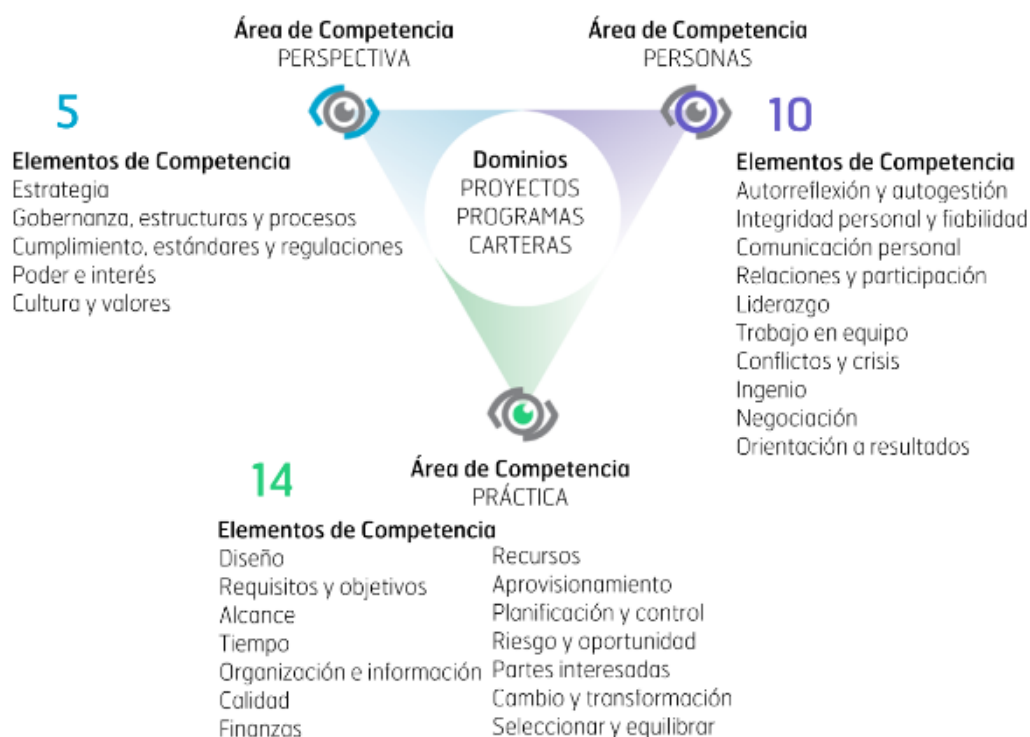 Área de Competencia
PERSPECTIVA
Área de Competencia
PERSONAS
5
Elementos de Competencia
Estrategia
Gobernanza, estructuras y procesos
Cumplimiento, estándares y regulaciones
Poder e interés
Cultura y valores
Dominios
PROYECTOS
PROGRAMAS
CARTERAS
10
Elementos de Competencia
Autorreflexión y autogestión
Integridad personal y fiabilidad
Comunicación personal
Relaciones y participación
Liderazgo
Trabajo en equipo
Conflictos y crisis
Ingenio
Negociación
Orientación a resultados
14
Área de Competencia
PRÁCTICA
Elementos de Competencia
Diseño
Requisitos y objetivos
Alcance
Tiempo
Organización e información
Calidad
Finanzas
Recursos
Aprovisionamiento
Planificación y control
Riesgo y oportunidad
Partes interesadas
Cambio y transformación
Seleccionar y equilibrar